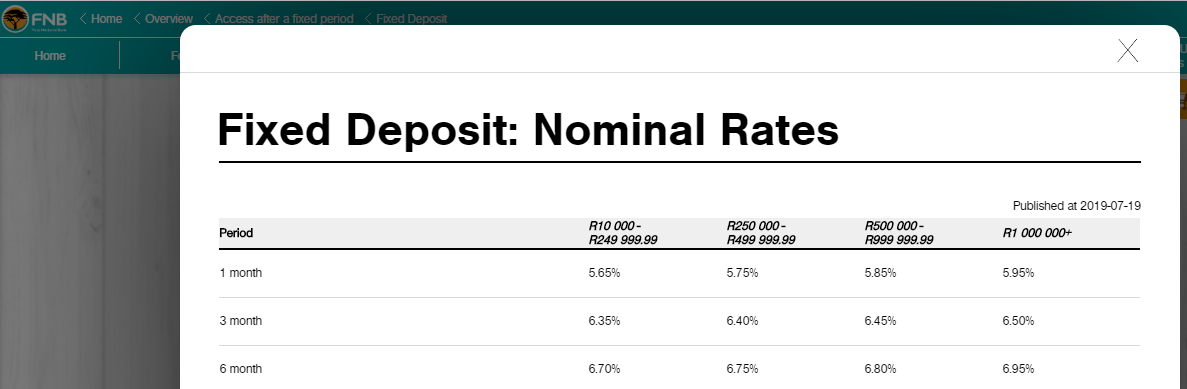 FNB Home Overview Access after a fixed period Fixed Deposit
Home
Fixed Deposit: Nominal Rates
Published at 2019-07-19
Period R10 000 - R249 999.99 R250 000 - R499 999.99 R500 000 - R999 999.99 R1 000 000+
1 month 5.65% 5.75% 5.85% 5.95%
3 month 6.35% 6.40% 6.45% 6.50%
6 month 6.70% 6.75% 6.80% 6.95%